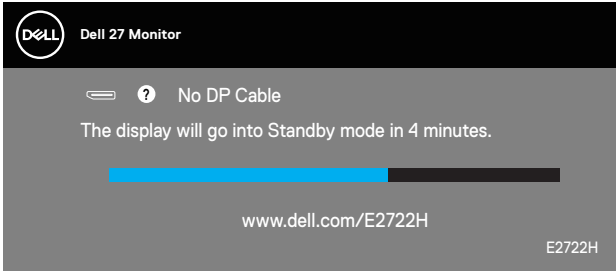 DELL
Dell 27 Monitor
? No DP Cable
The display will go into Standby mode in 4 minutes.
www.dell.com/E2722H
E2722H